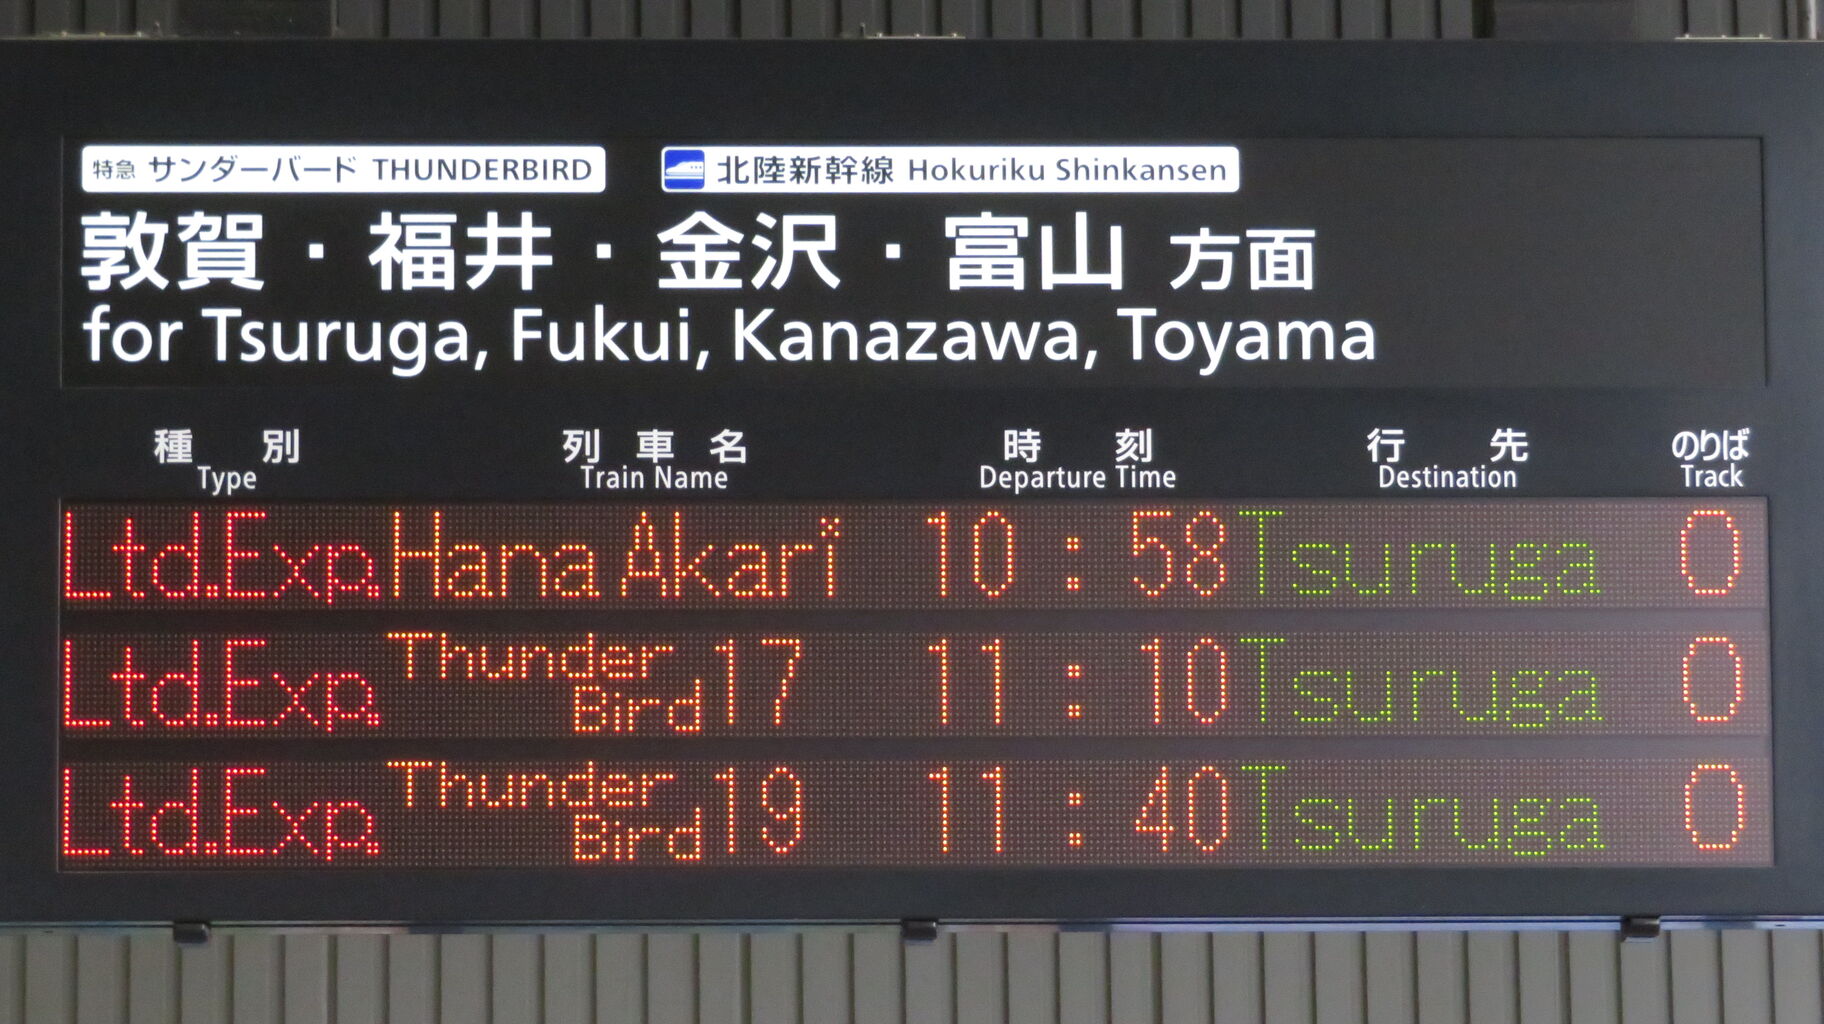 特急 サンダーバード THUNDERBIRD 北陸新幹線 Hokuriku Shinkansen
敦賀・福井・金沢・富山 方面
for Tsuruga, Fukui, Kanazawa, Toyama
種別 列車名 時刻 行先 のりば
Type Train Name Departure Time Destination Track
Ltd.Exp. Hana Akari 10:58 Tsuruga 0
Ltd.Exp. Thunder Bird 17 11:10 Tsuruga 0
Ltd.Exp. Thunder Bird 19 11:40 Tsuruga 0